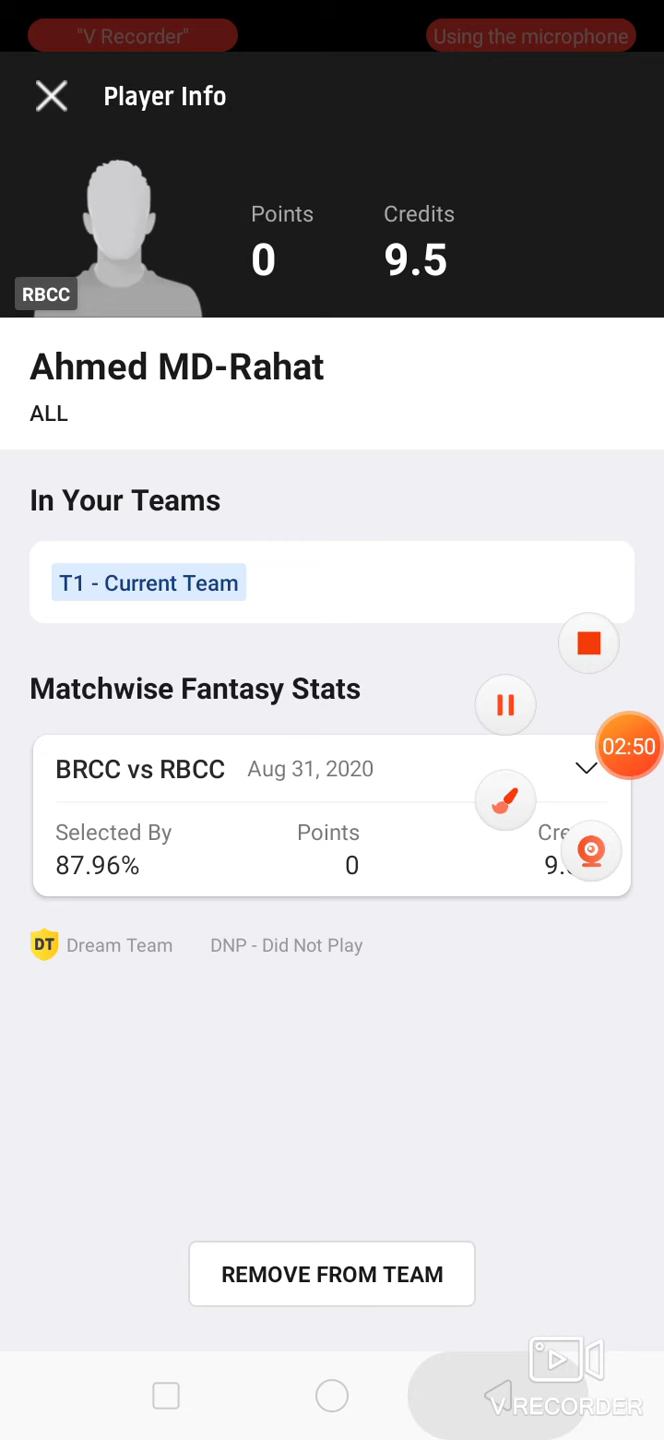 "V Recorder"
Using the microphone
Player Info
Points
Credits
0
9.5
RBCC
Ahmed MD-Rahat
ALL
In Your Teams
T1 - Current Team
Matchwise Fantasy Stats
02:50
BRCC vs RBCC Aug 31, 2020
Selected By Points
87.96% 0
DT Dream Team DNP - Did Not Play
REMOVE FROM TEAM
V RECORDER